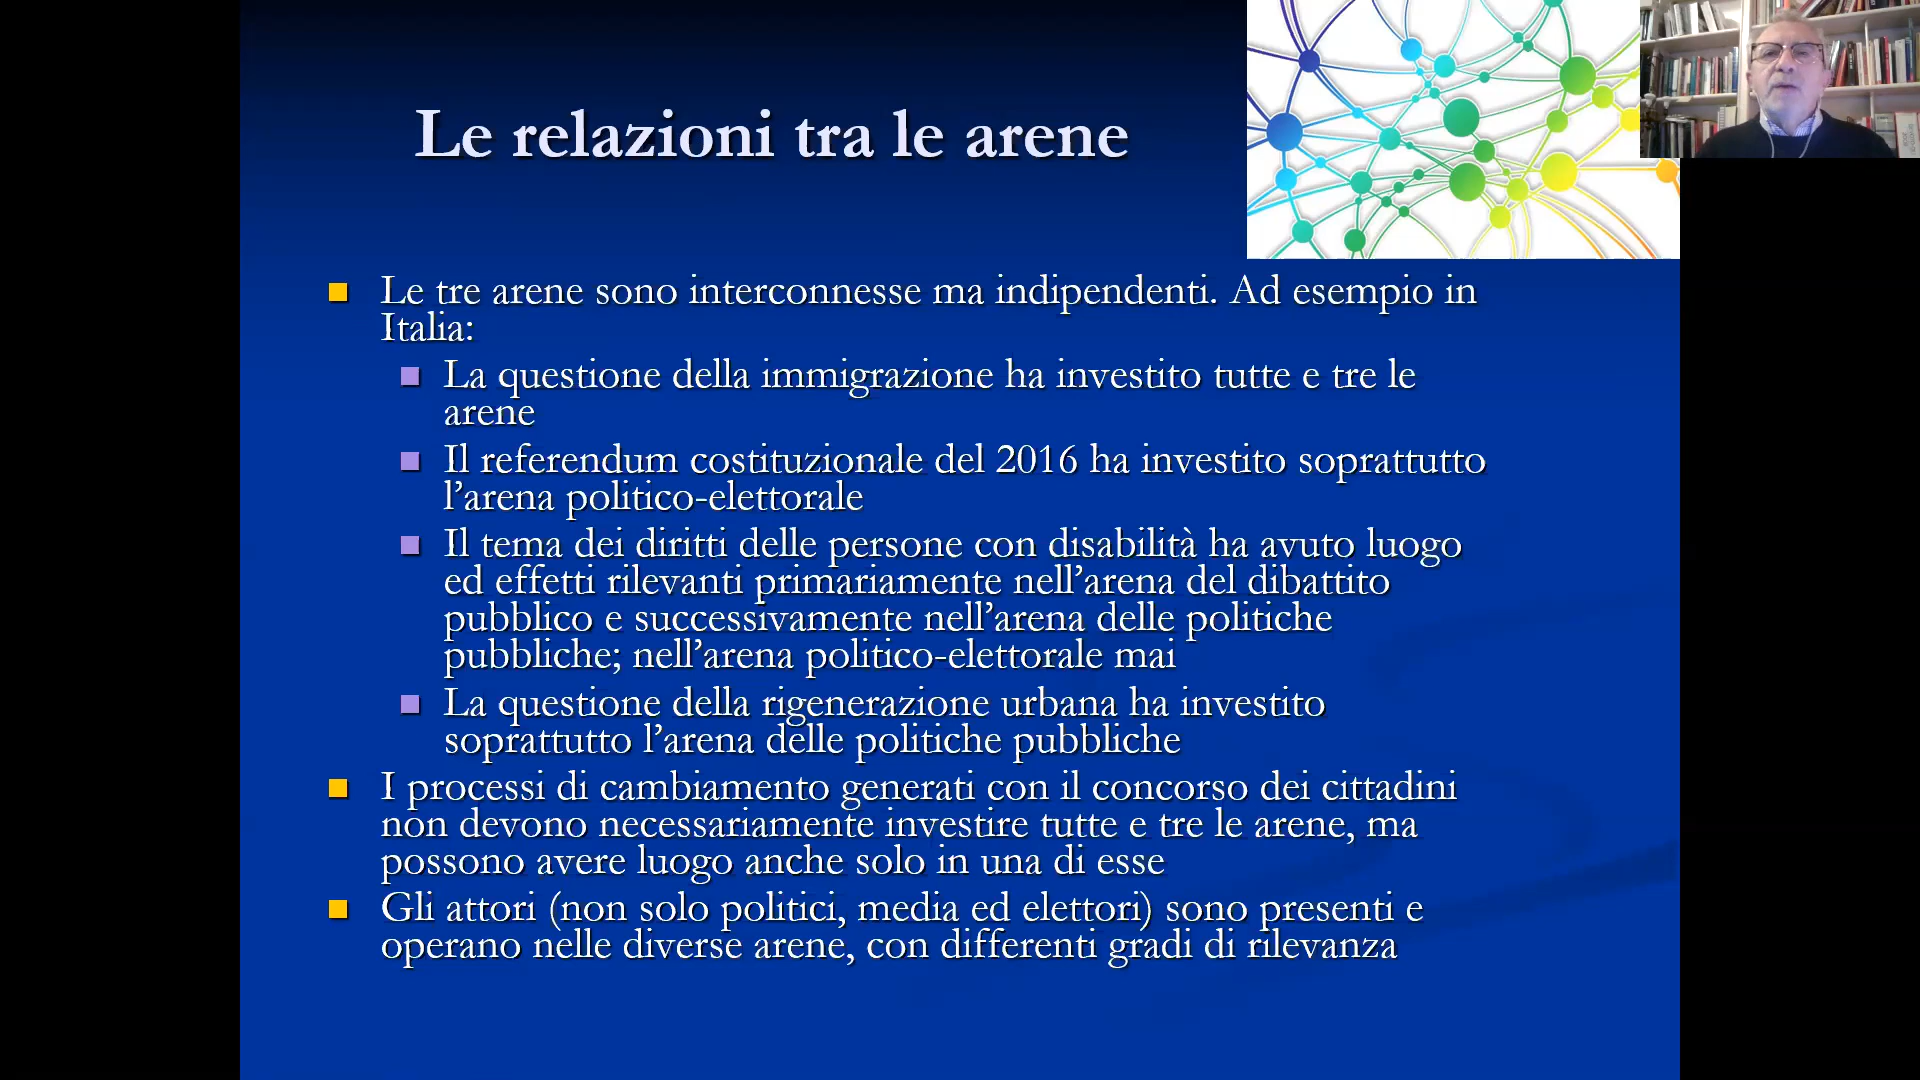 Le relazioni tra le arene
Le tre arene sono interconnesse ma indipendenti. Ad esempio in
Italia:
La questione della immigrazione ha investito tutte e tre le
arene
Il referendum costituzionale del 2016 ha investito soprattutto
l’arena politico-elettorale
Il tema dei diritti delle persone con disabilità ha avuto luogo
ed effetti rilevanti primariamente nell’arena del dibattito
pubblico e successivamente nell’arena delle politiche
pubbliche; nell’arena politico-elettorale mai
La questione della rigenerazione urbana ha investito
soprattutto l’arena delle politiche pubbliche
I processi di cambiamento generati con il concorso dei cittadini
non devono necessariamente investire tutte e tre le arene, ma
possono avere luogo anche solo in una di esse
Gli attori (non solo politici, media ed elettori) sono presenti e
operano nelle diverse arene, con differenti gradi di rilevanza